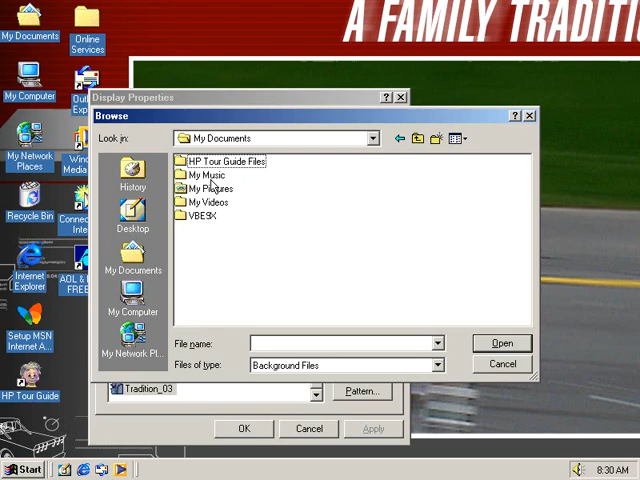 My Documents
Online
Services
A FAMILY TRADITI
My Computer
Display Properties
Browse
Look in:
My Documents
My Network
Places
HP Tour Guide Files
My Music
My Pictures
My Videos
VBE9X
History
Desktop
My Documents
My Computer
My Network Pl...
Recycle Bin
Internet
Explorer
Setup MSN
Internet A...
HP Tour Guide
File name:
Open
Files of type:
Background Files
Cancel
Tradition_03
Pattern...
OK
Cancel
Apply
Start
8:30 AM